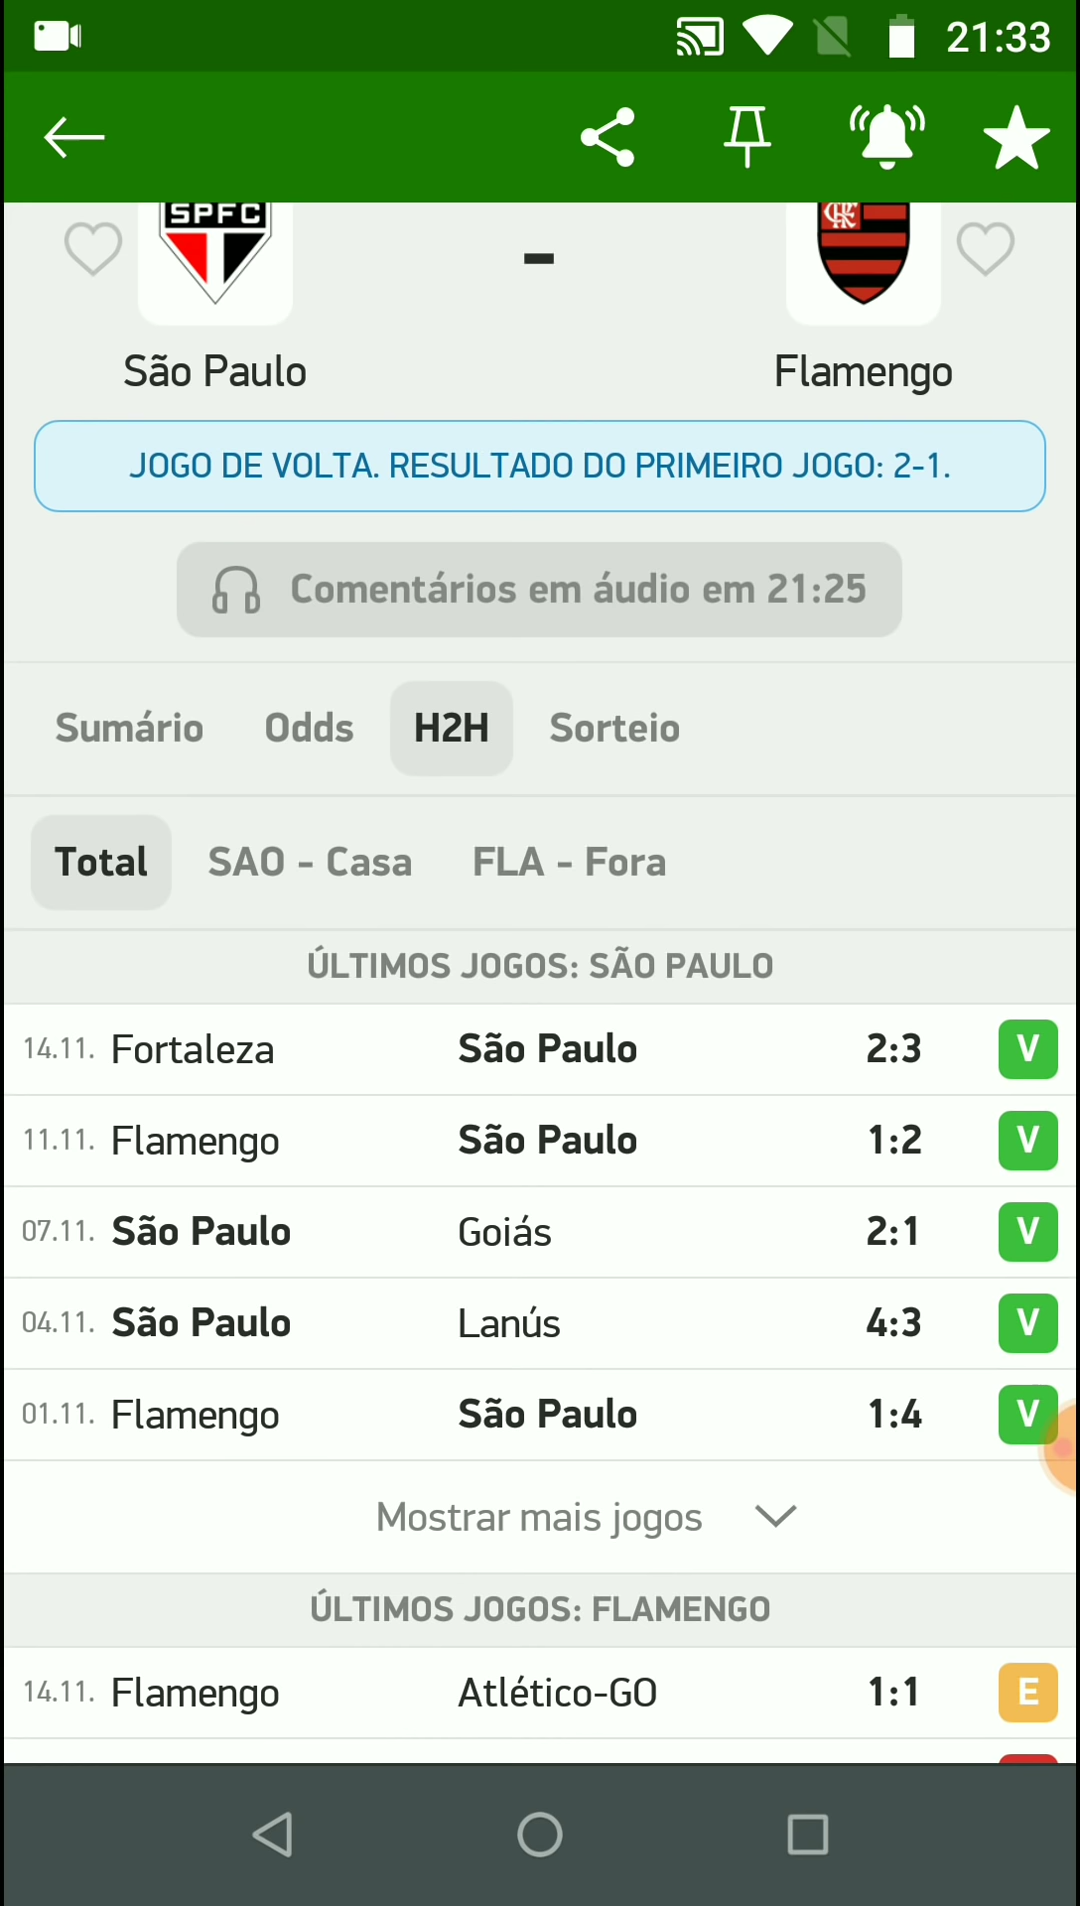 21:33
SPFC
São Paulo
-
Flamengo
JOGO DE VOLTA. RESULTADO DO PRIMEIRO JOGO: 2-1.
Comentários em áudio em 21:25
Sumário Odds H2H Sorteio
Total SAO - Casa FLA - Fora
ÚLTIMOS JOGOS: SÃO PAULO
14.11. Fortaleza São Paulo 2:3 V
11.11. Flamengo São Paulo 1:2 V
07.11. São Paulo Goiás 2:1 V
04.11. São Paulo Lanús 4:3 V
01.11. Flamengo São Paulo 1:4 V
Mostrar mais jogos
ÚLTIMOS JOGOS: FLAMENGO
14.11. Flamengo Atlético-GO 1:1 E